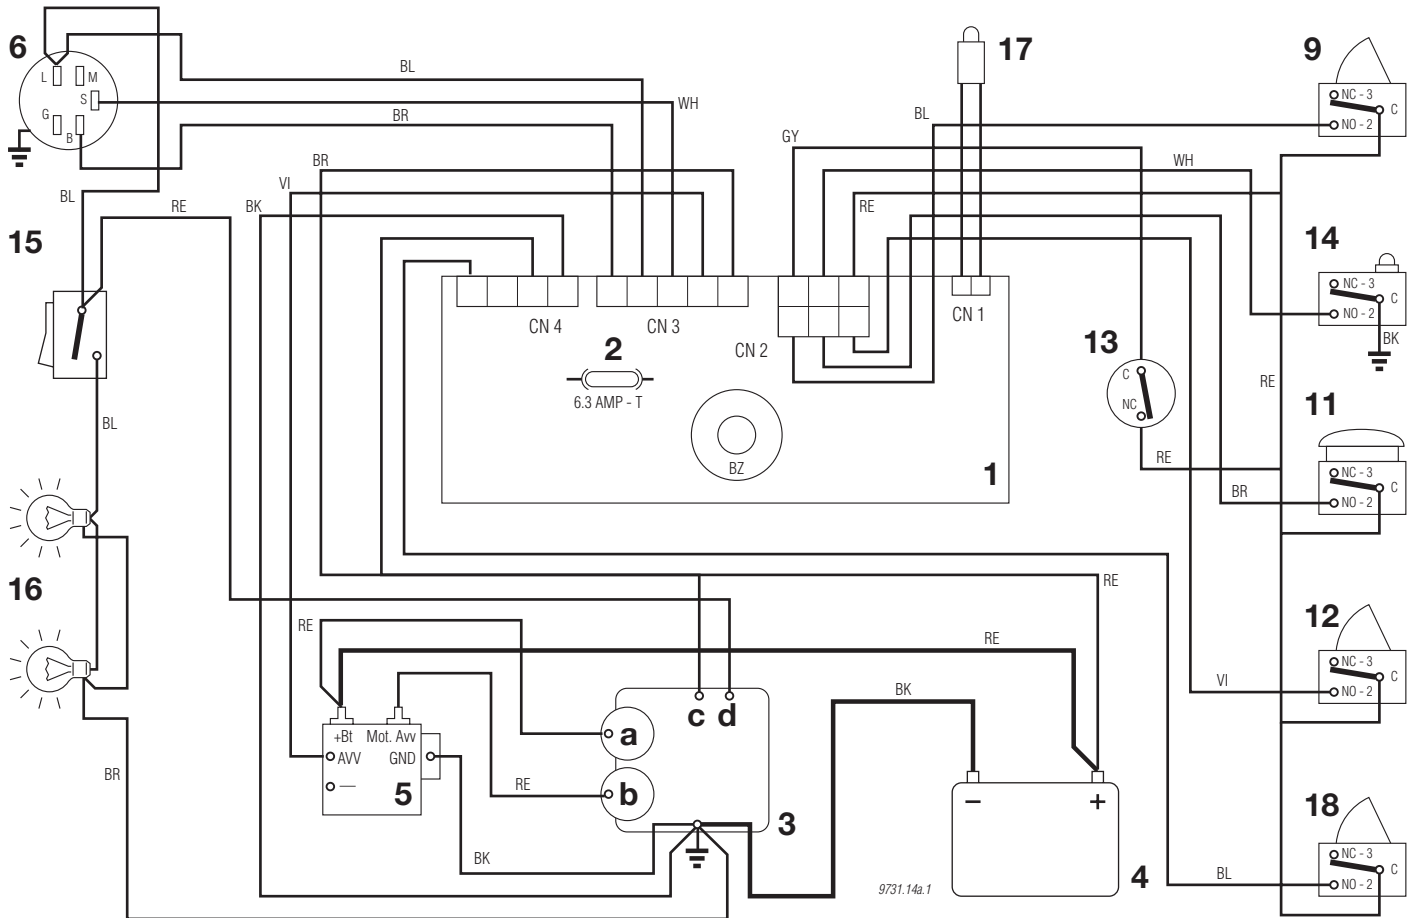 6
L
M
S
G
B
BL
WH
BR
BR
VI
BK
BL
RE
15
BL
16
BR
17
BL
GY
WH
RE
9
NC - 3
C
NO - 2
14
NC - 3
C
NO - 2
BK
CN 4
CN 3
CN 2
CN 1
2
6.3 AMP - T
BZ
1
13
C
NC
RE
RE
11
NC - 3
C
NO - 2
BR
12
NC - 3
C
NO - 2
VI
18
NC - 3
C
NO - 2
BL
RE
RE
RE
BK
+Bt
Mot. Avv
AVV
GND
5
RE
BK
a
b
c
d
3
–
+
4
9731.14a.1